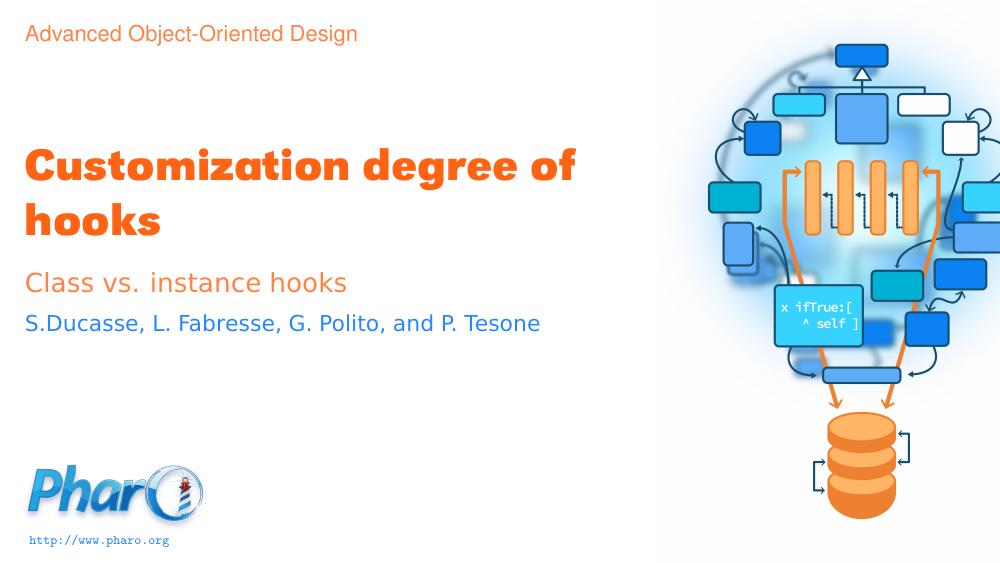 Advanced Object-Oriented Design
Customization degree of
hooks
Class vs. instance hooks
S.Ducasse, L. Fabresse, G. Polito, and P. Tesone
x ifTrue:[
^ self ]
Pharo
http://www.pharo.org